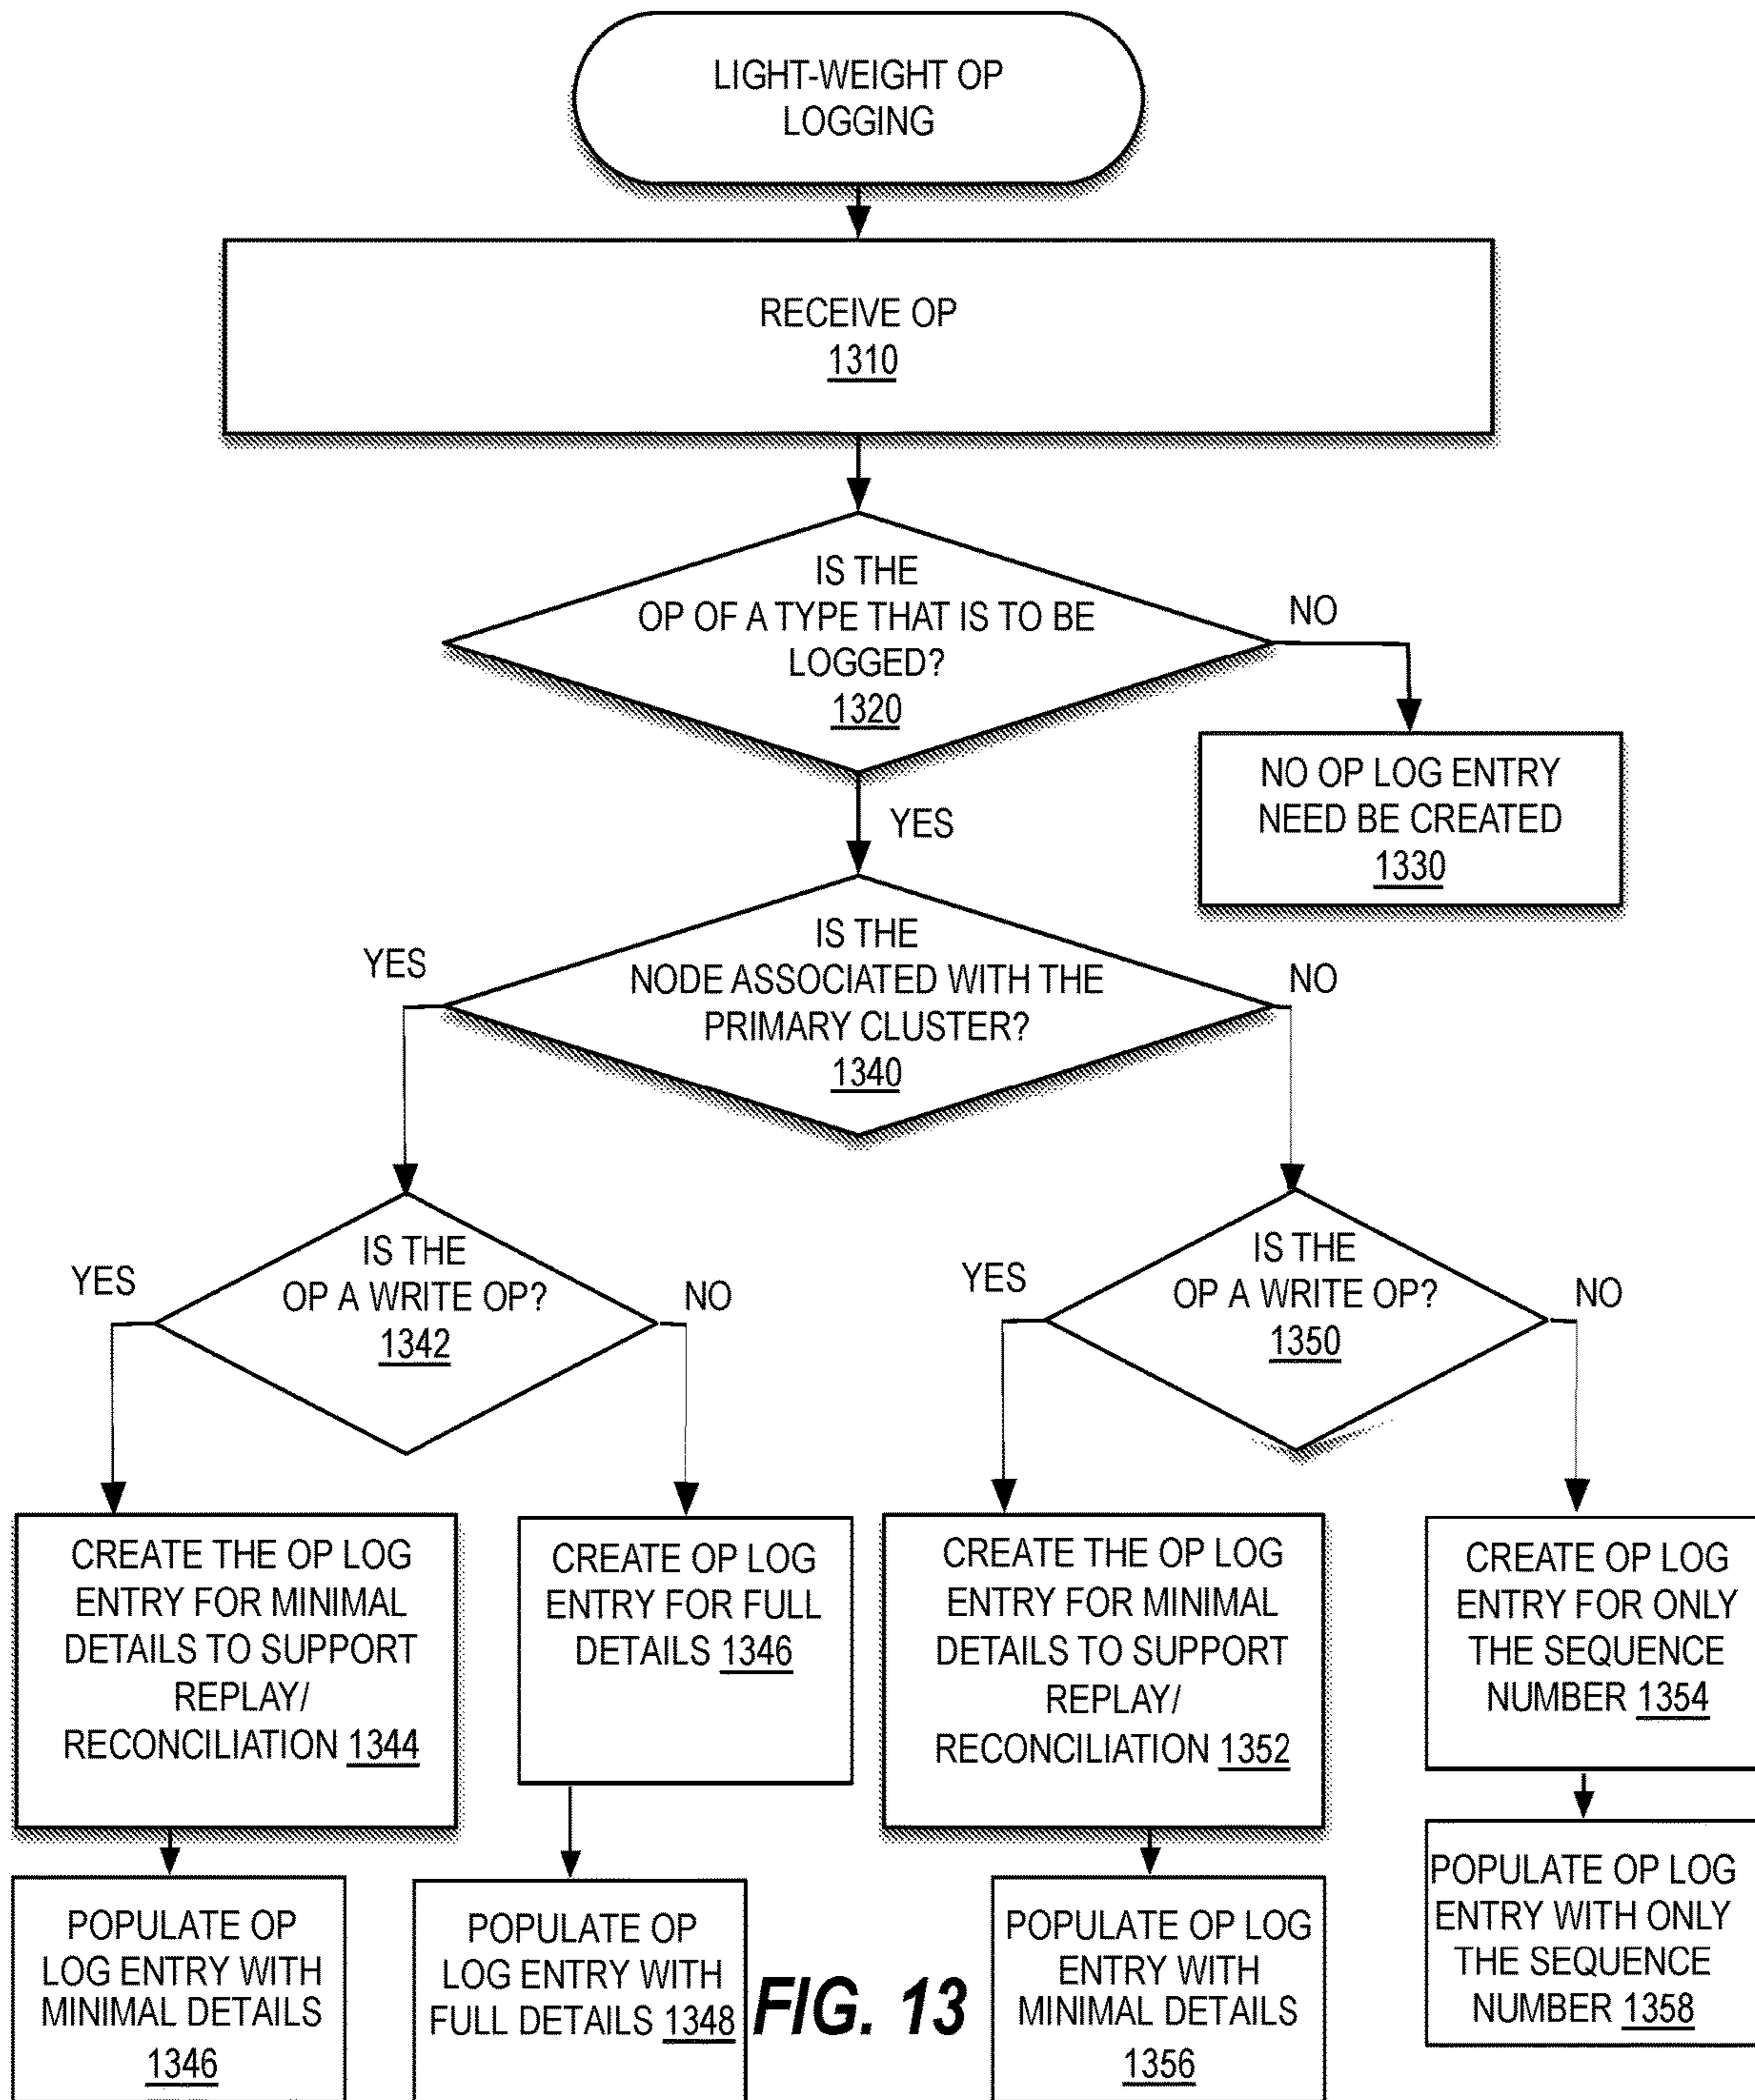 LIGHT-WEIGHT OP
LOGGING
RECEIVE OP
1310
IS THE
OP OF A TYPE THAT IS TO BE
LOGGED?
1320
NO
NO OP LOG ENTRY
NEED BE CREATED
1330
YES
IS THE
NODE ASSOCIATED WITH THE
PRIMARY CLUSTER?
1340
YES
NO
IS THE
OP A WRITE OP?
1342
YES
NO
IS THE
OP A WRITE OP?
1350
YES
NO
CREATE THE OP LOG
ENTRY FOR MINIMAL
DETAILS TO SUPPORT
REPLAY/
RECONCILIATION 1344
CREATE OP LOG
ENTRY FOR FULL
DETAILS 1346
CREATE THE OP LOG
ENTRY FOR MINIMAL
DETAILS TO SUPPORT
REPLAY/
RECONCILIATION 1352
CREATE OP LOG
ENTRY FOR ONLY
THE SEQUENCE
NUMBER 1354
POPULATE OP
LOG ENTRY WITH
MINIMAL DETAILS
1346
POPULATE OP
LOG ENTRY WITH
FULL DETAILS 1348
POPULATE OP LOG
ENTRY WITH
MINIMAL DETAILS
1356
POPULATE OP LOG
ENTRY WITH ONLY
THE SEQUENCE
NUMBER 1358
FIG. 13